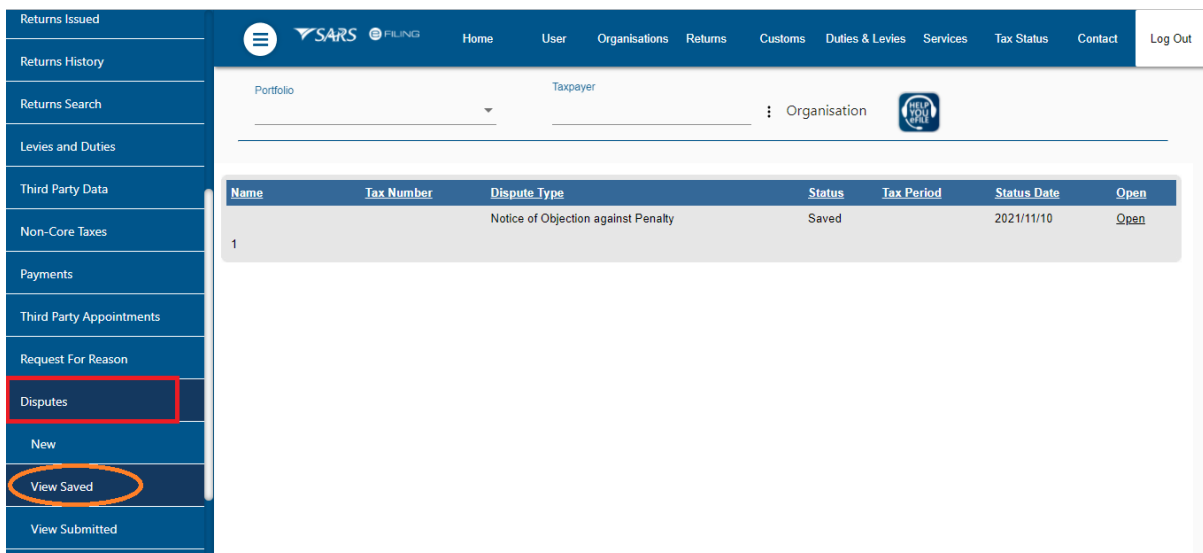 Returns Issued
Returns History
Returns Search
Levies and Duties
Third Party Data
Non-Core Taxes
Payments
Third Party Appointments
Request For Reason
Disputes
New
View Saved
View Submitted
SARS e FILING Home User Organisations Returns Customs Duties & Levies Services Tax Status Contact Log Out
Portfolio Taxpayer
Organisation
HELP
YOU
eFILE
Name Tax Number Dispute Type Status Tax Period Status Date Open
Notice of Objection against Penalty Saved 2021/11/10 Open
1